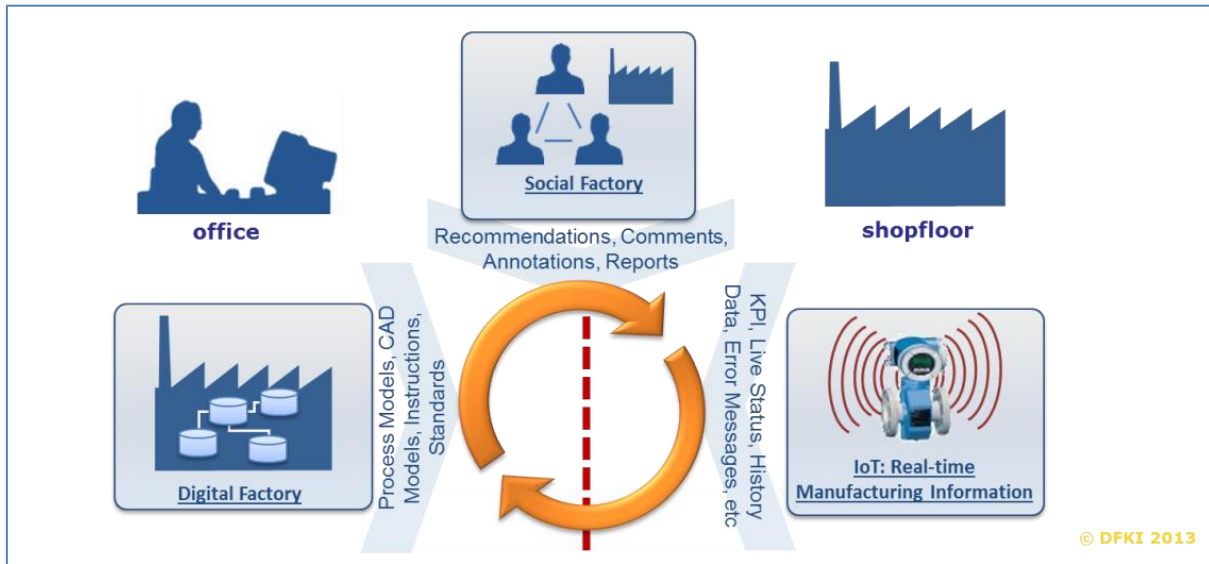 Social Factory
office
shopfloor
Recommendations, Comments,
Annotations, Reports
Digital Factory
Process Models, CAD
Models, Instructions,
Standards
KPI, Live Status, History
Data, Error Messages, etc
IoT: Real-time
Manufacturing Information
© DFKI 2013